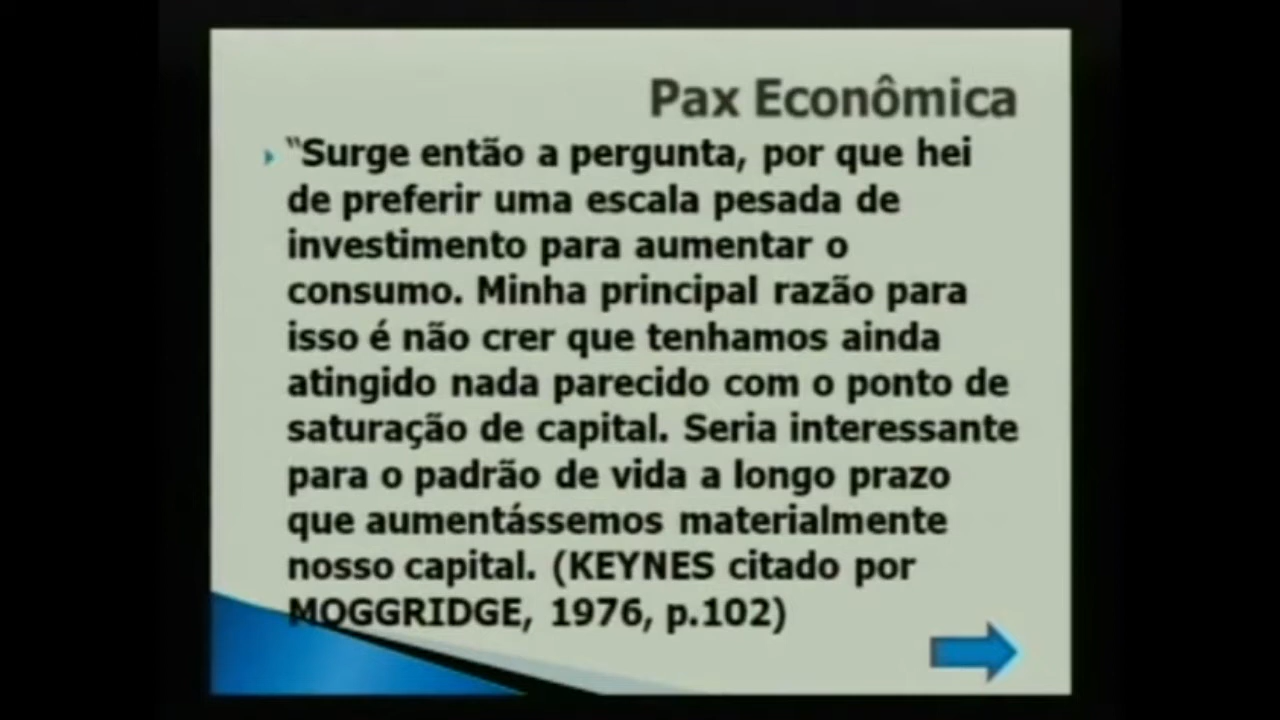 Pax Econômica
“Surge então a pergunta, por que hei
de preferir uma escala pesada de
investimento para aumentar o
consumo. Minha principal razão para
isso é não crer que tenhamos ainda
atingido nada parecido com o ponto de
saturação de capital. Seria interessante
para o padrão de vida a longo prazo
que aumentássemos materialmente
nosso capital. (KEYNES citado por
MOGGRIDGE, 1976, p.102)